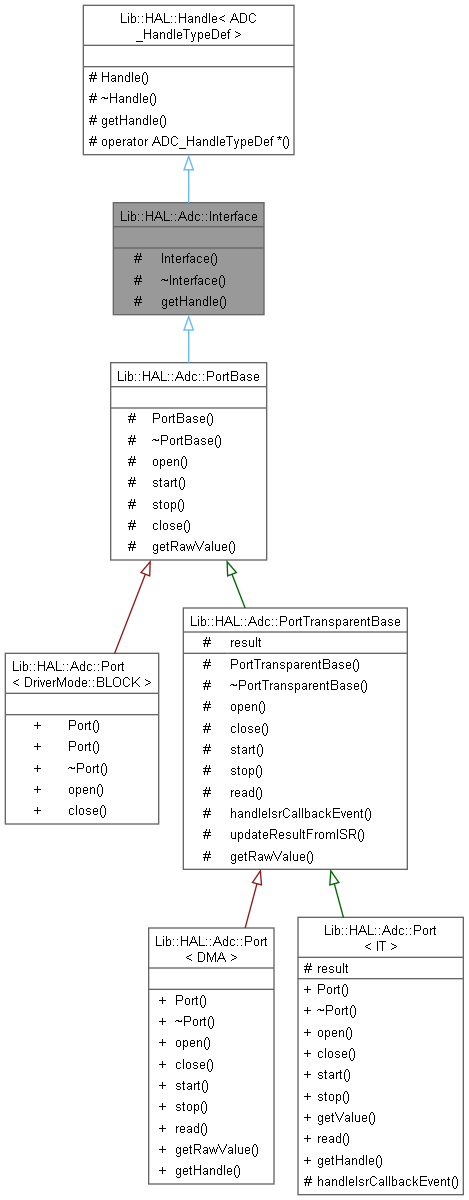 Lib::HAL::Handle< ADC
_HandleTypeDef >
# Handle()
# ~Handle()
# getHandle()
# operator ADC_HandleTypeDef *()
Lib::HAL::Adc::Interface
# Interface()
# ~Interface()
# getHandle()
Lib::HAL::Adc::PortBase
# PortBase()
# ~PortBase()
# open()
# start()
# stop()
# close()
# getRawValue()
Lib::HAL::Adc::Port
< DriverMode::BLOCK >
+ Port()
+ Port()
+ ~Port()
+ open()
+ close()
Lib::HAL::Adc::PortTransparentBase
# result
# PortTransparentBase()
# ~PortTransparentBase()
# open()
# close()
# start()
# stop()
# read()
# handleIsrCallbackEvent()
# updateResultFromISR()
# getRawValue()
Lib::HAL::Adc::Port
< DMA >
+ Port()
+ ~Port()
+ open()
+ close()
+ start()
+ stop()
+ read()
+ getRawValue()
+ getHandle()
Lib::HAL::Adc::Port
< IT >
# result
+ Port()
+ ~Port()
+ open()
+ close()
+ start()
+ stop()
+ getValue()
+ read()
+ getHandle()
# handleIsrCallbackEvent()